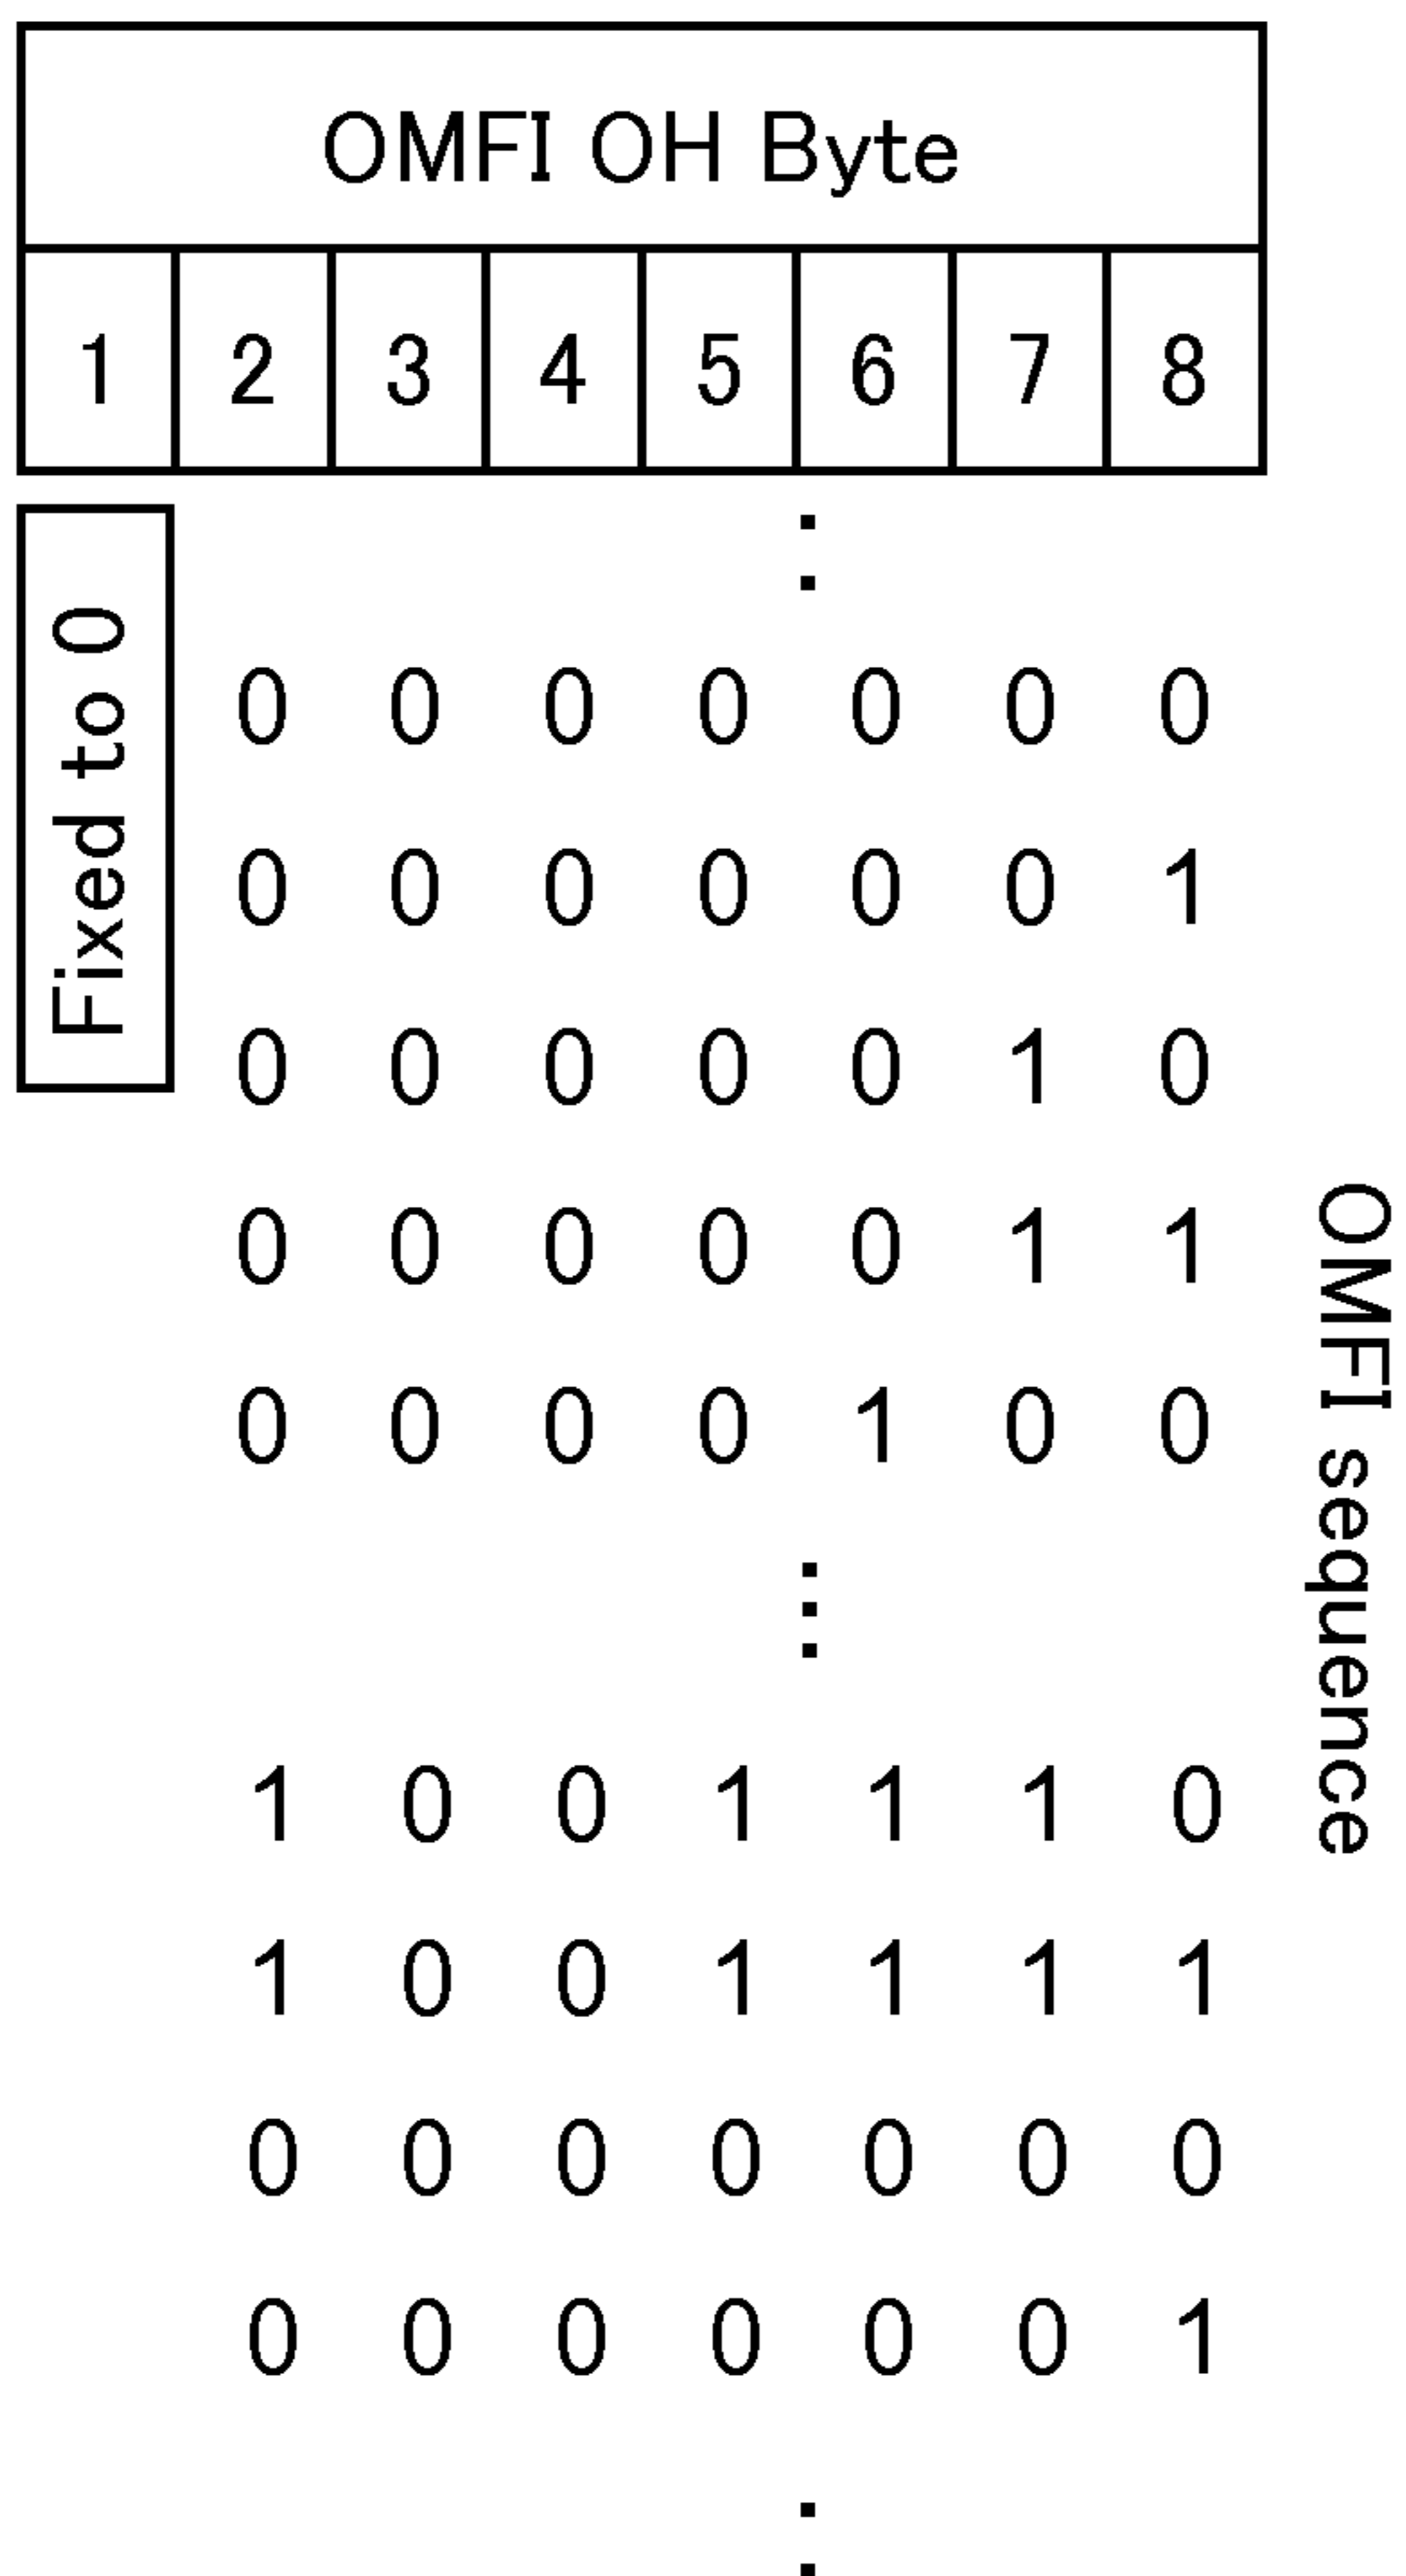 OMFI OH Byte
1 2 3 4 5 6 7 8
Fixed to 0
0 0 0 0 0 0 0
0 0 0 0 0 0 1
0 0 0 0 0 1 0
0 0 0 0 0 1 1
0 0 0 0 1 0 0
1 0 0 1 1 1 0
1 0 0 1 1 1 1
0 0 0 0 0 0 0
0 0 0 0 0 0 1
OMFI sequence